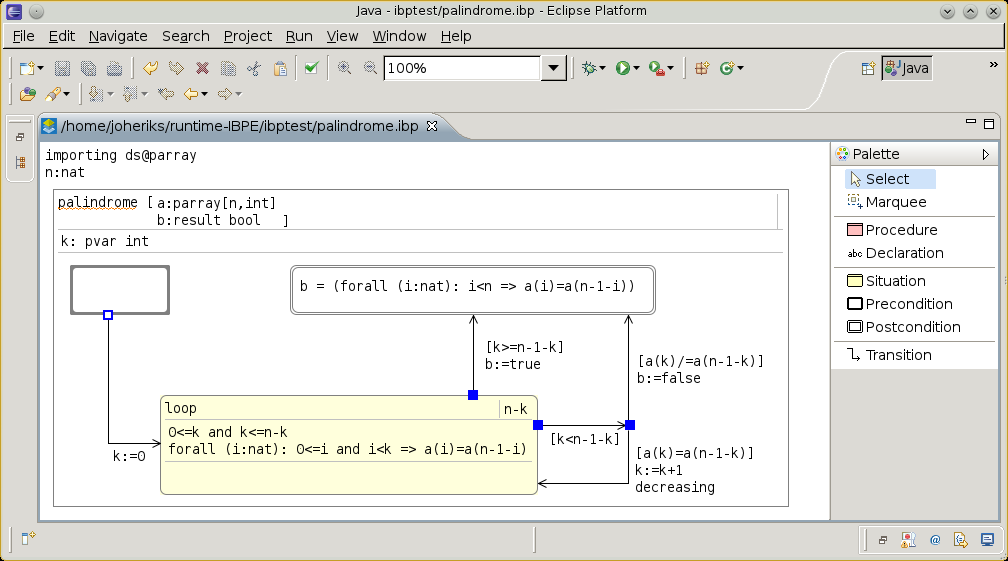 Java - ibptest/palindrome.ibp - Eclipse Platform
File Edit Navigate Search Project Run View Window Help
100%
Java
»
/home/joheriks/runtime-IBPE/ibptest/palindrome.ibp
importing ds@parray
n:nat
palindrome [ a:parray[n,int]
b:result bool ]
k: pvar int
b = (forall (i:nat): i<n => a(i)=a(n-1-i))
[k>=n-1-k]
b:=true
[a(k)/=a(n-1-k)]
b:=false
loop n-k
0<=k and k<=n-k
forall (i:nat): 0<=i and i<k => a(i)=a(n-1-i)
[k<n-1-k]
k:=0
[a(k)=a(n-1-k)]
k:=k+1
decreasing
Palette
Select
Marquee
Procedure
abc Declaration
Situation
Precondition
Postcondition
Transition